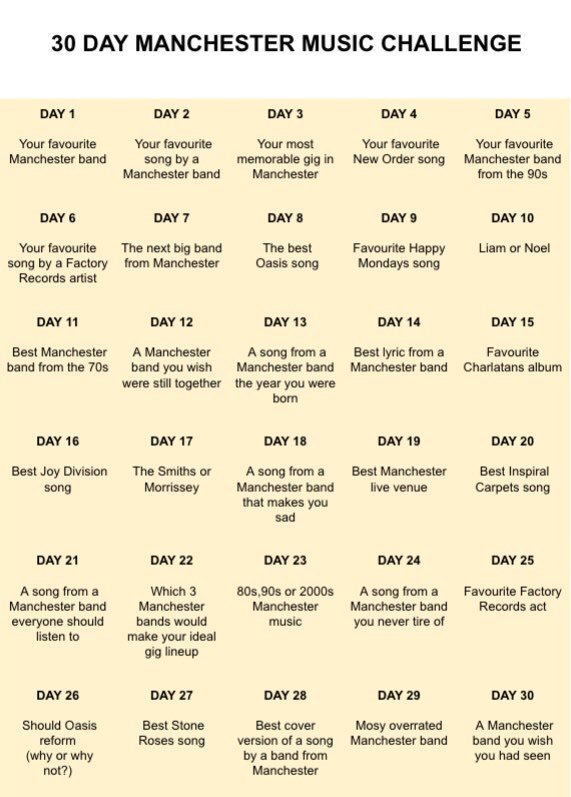 30 DAY MANCHESTER MUSIC CHALLENGE
DAY 1
Your favourite
Manchester band
DAY 2
Your favourite
song by a
Manchester band
DAY 3
Your most
memorable gig in
Manchester
DAY 4
Your favourite
New Order song
DAY 5
Your favourite
Manchester band
from the 90s
DAY 6
Your favourite
song by a Factory
Records artist
DAY 7
The next big band
from Manchester
DAY 8
The best
Oasis song
DAY 9
Favourite Happy
Mondays song
DAY 10
Liam or Noel
DAY 11
Best Manchester
band from the 70s
DAY 12
A Manchester
band you wish
were still together
DAY 13
A song from a
Manchester band
the year you were
born
DAY 14
Best lyric from a
Manchester band
DAY 15
Favourite
Charlatans album
DAY 16
Best Joy Division
song
DAY 17
The Smiths or
Morrissey
DAY 18
A song from a
Manchester band
that makes you
sad
DAY 19
Best Manchester
live venue
DAY 20
Best Inspiral
Carpets song
DAY 21
A song from a
Manchester band
everyone should
listen to
DAY 22
Which 3
Manchester
bands would
make your ideal
gig lineup
DAY 23
80s,90s or 2000s
Manchester
music
DAY 24
A song from a
Manchester band
you never tire of
DAY 25
Favourite Factory
Records act
DAY 26
Should Oasis
reform
(why or why
not?)
DAY 27
Best Stone
Roses song
DAY 28
Best cover
version of a song
by a band from
Manchester
DAY 29
Mosy overrated
Manchester band
DAY 30
A Manchester
band you wish
you had seen